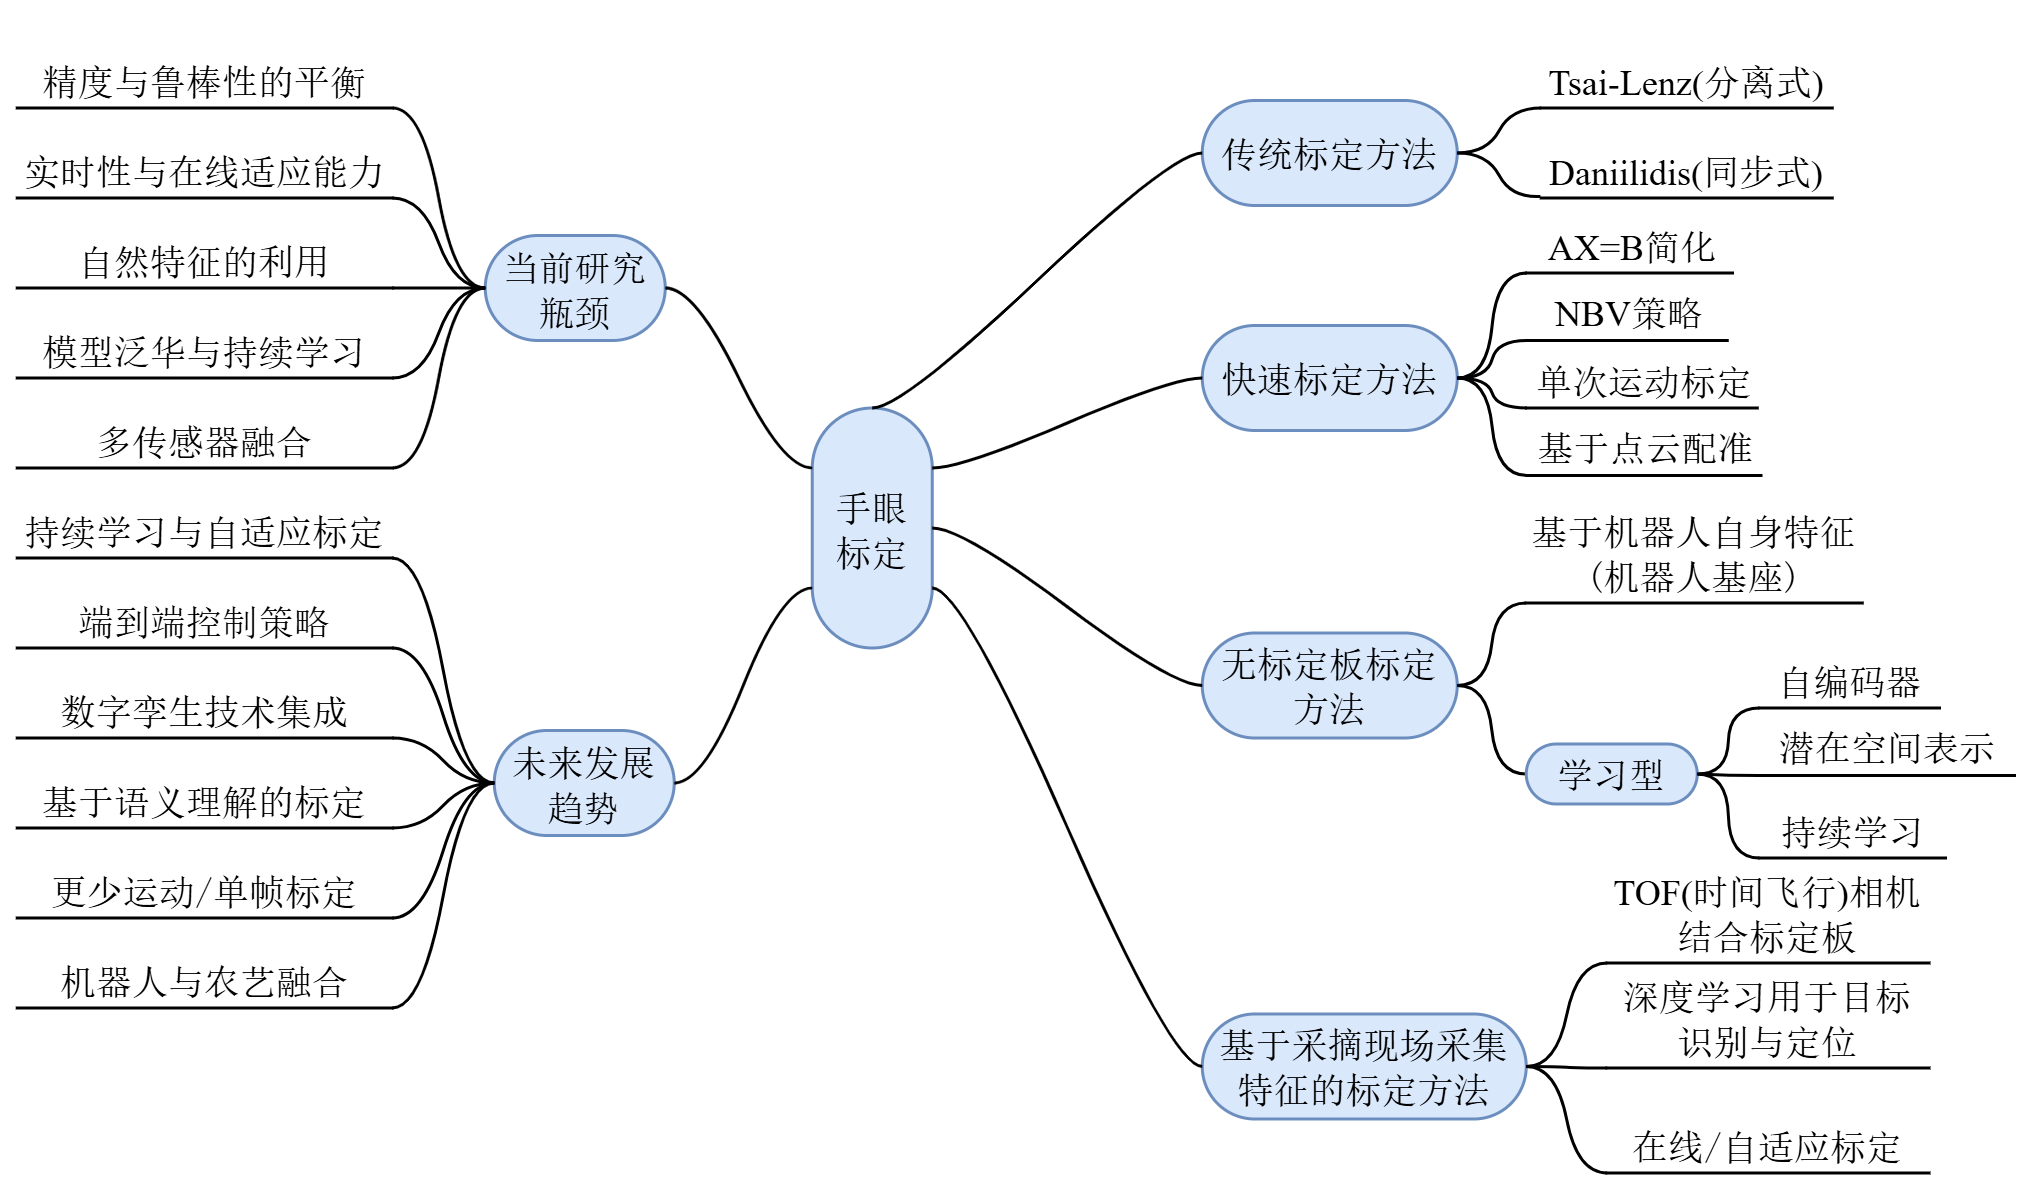 精度与鲁棒性的平衡
实时性与在线适应能力
自然特征的利用
模型泛华与持续学习
多传感器融合
当前研究
瓶颈
持续学习与自适应标定
端到端控制策略
数字孪生技术集成
基于语义理解的标定
更少运动/单帧标定
机器人与农艺融合
未来发展
趋势
手眼
标定
传统标定方法
Tsai-Lenz(分离式)
Daniilidis(同步式)
快速标定方法
AX=B简化
NBV策略
单次运动标定
基于点云配准
无标定板标定
方法
基于机器人自身特征
（机器人基座）
学习型
自编码器
潜在空间表示
持续学习
基于采摘现场采集
特征的标定方法
TOF(时间飞行)相机
结合标定板
深度学习用于目标
识别与定位
在线/自适应标定